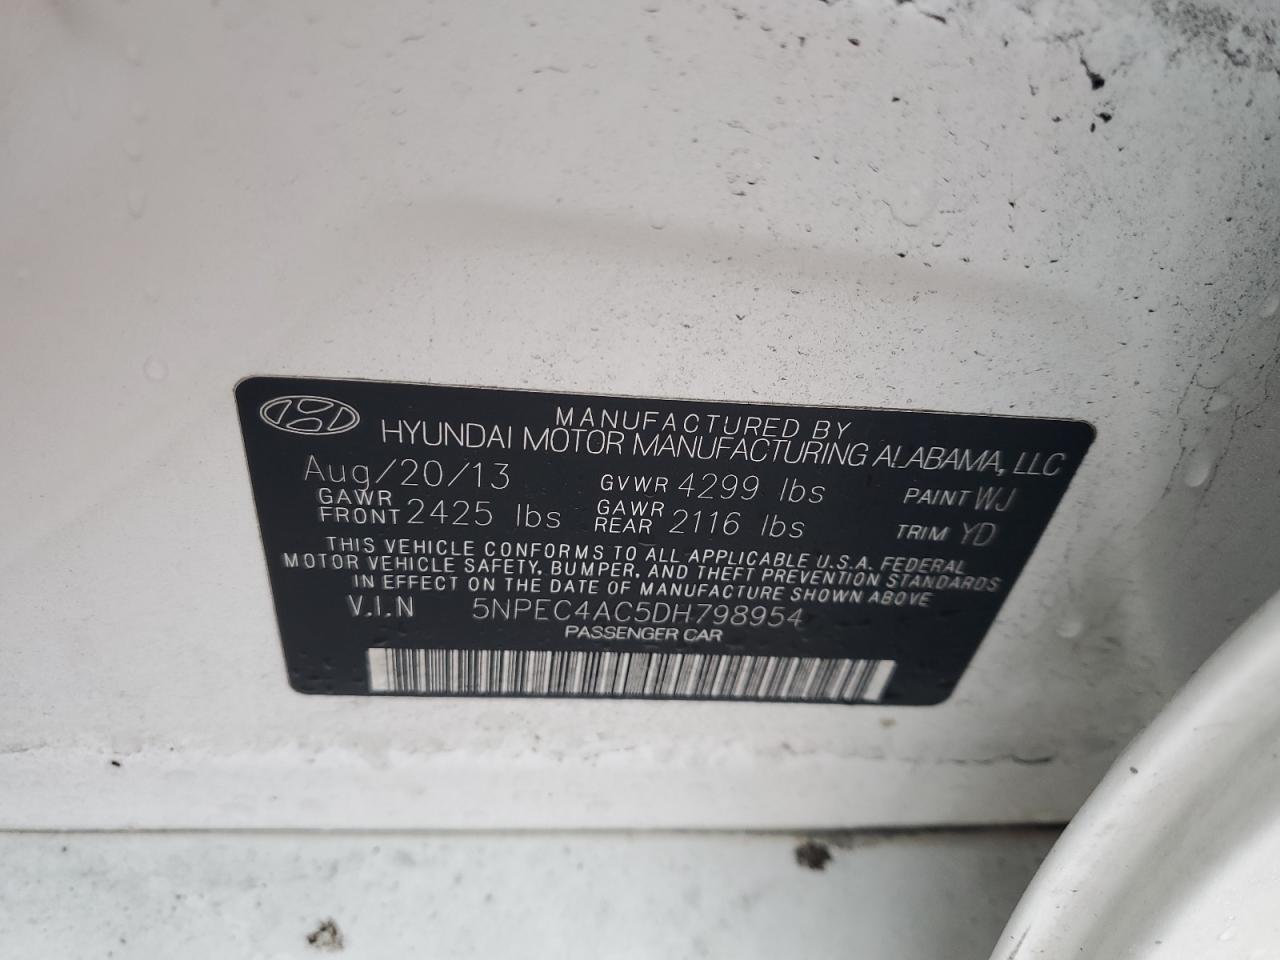 MANUFACTURED BY
HYUNDAI MOTOR MANUFACTURING ALABAMA, LLC
Aug/20/13 GVWR 4299 lbs PAINT WJ
GAWR FRONT 2425 lbs GAWR REAR 2116 lbs TRIM YD
THIS VEHICLE CONFORMS TO ALL APPLICABLE U.S.A. FEDERAL
MOTOR VEHICLE SAFETY, BUMPER, AND THEFT PREVENTION STANDARDS
IN EFFECT ON THE DATE OF MANUFACTURE SHOWN ABOVE
V.I.N 5NPEC4AC5DH798954
PASSENGER CAR